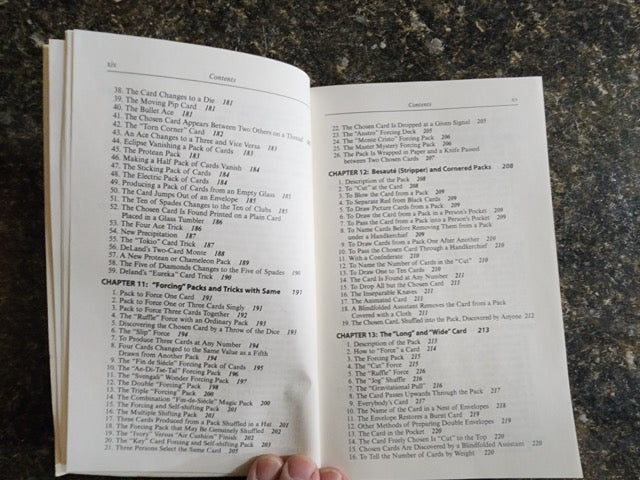 xiv
Contents
38. The Card Changes to a Die 181
39. The Moving Pip Card 181
40. The Bullet Ace 181
41. The Chosen Card Appears Between Two Others on a Thread
42. The "Torn Corner" Card 182
43. An Ace Changes to a Three and Vice Versa 183
44. Eclipse Vanishing a Pack of Cards 183
45. The Protean Pack 183
46. Making a Half Pack of Cards Vanish 184
47. The Sticking Pack of Cards 184
48. The Electric Pack of Cards 184
49. Producing a Pack of Cards from an Empty Glass 185
50. The Card Jumps Out of an Envelope 185
51. The Ten of Spades Changes to the Ten of Clubs 185
52. The Chosen Card Is Found Printed on a Plain Card
Placed in a Glass Tumbler 186
53. The Four Ace Trick 186
54. New Precipitation 187
55. The "Tokio" Card Trick 187
56. DeLand's Two-Card Monte 188
57. A New Protean or Chameleon Pack 189
58. The Five of Diamonds Changes to the Five of Spades 190
59. Deland's "Eureka" Card Trick 190
CHAPTER 11: "Forcing" Packs and Tricks with Same 191
1. Pack to Force One Card 191
2. Pack to Force One or Three Cards Singly 191
3. Pack to Force Three Cards Together 192
4. The "Ruffle" Force with an Ordinary Pack 193
5. Discovering the Chosen Card by a Throw of the Dice 193
6. The "Slip" Force 194
7. To Produce Three Cards at Any Number 194
8. Four Cards Changed to the Same Value as a Fifth
Drawn from Another Pack 194
9. The "Fin de Siècle" Forcing Pack of Cards 195
10. The "An-Di-Tse-Tal" Forcing Pack 196
11. The "Svengali" Wonder Forcing Pack 197
12. The Double "Forcing" Pack 198
13. The Triple "Forcing" Pack 200
14. The Combination "Fin-de-Siècle" Magic Pack 200
15. The Forcing and Self-shifting Pack 201
16. The Multiple Shifting Pack 201
17. Three Cards Produced from a Pack Shuffled in a Hat 201
18. The Forcing Pack that May Be Genuinely Shuffled 202
19. The "Ivory" Versus "Air Cushion" Finish 202
20. The "Key" Card Forcing and Self-shifting Pack 203
21. Three Persons Select the Same Card 205
Contents
xv
22. The Chosen Card Is Dropped at a Given Signal 205
23. The "Anstro" Forcing Deck 205
24. The "Monte Cristo" Forcing Pack 206
25. The Master Mystery Forcing Pack 206
26. The Pack Is Wrapped in Paper and a Knife Passed
between Two Chosen Cards 207
CHAPTER 12: Besauté (Stripper) and Cornered Packs 208
1. Description of the Pack 208
2. To "Cut" at the Card 208
3. To Blow the Card from a Pack 209
4. To Separate Red from Black Cards 209
5. To Draw Picture Cards from a Pack 209
6. To Draw the Card from a Pack in a Person's Pocket 209
7. To Pass the Card from a Pack into a Person's Pocket 209
8. To Name Cards Before Removing Them from a Pack
under a Handkerchief 209
9. To Draw Cards from a Pack One After Another 210
10. To Pass the Chosen Card Through a Handkerchief 210
11. With a Confederate 210
12. To Name the Number of Cards in the "Cut" 210
13. To Draw One to Ten Cards 210
14. The Card Is Found at Any Number 211
15. To Drop All but the Chosen Card 211
16. The Inseparable Knaves 211
17. The Animated Card 211
18. A Blindfolded Assistant Removes the Card from a Pack
Covered with a Cloth 211
19. The Chosen Card, Shuffled into the Pack, Discovered by Anyone 212
CHAPTER 13: The "Long" and "Wide" Card 213
1. Description of the Pack 213
2. How to "Force" a Card 214
3. The Forcing Pack 215
4. The "Cut" Force 215
5. The "Ruffle" Force 216
6. The "Jog" Shuffle 216
7. The "Gravitational Pull" 216
8. The Card Passes Upwards Through the Pack 217
9. Everybody's Card 217
10. The Name of the Card in a Nest of Envelopes 218
11. The Envelope Restores a Burnt Card 219
12. Other Methods of Preparing Double Envelopes 219
13. The Card in the Pocket 220
14. The Card Freely Chosen Is "Cut" to the Top 220
15. Chosen Cards Are Discovered by a Blindfolded Assistant 220
16. To Tell the Number of Cards by Weight 220